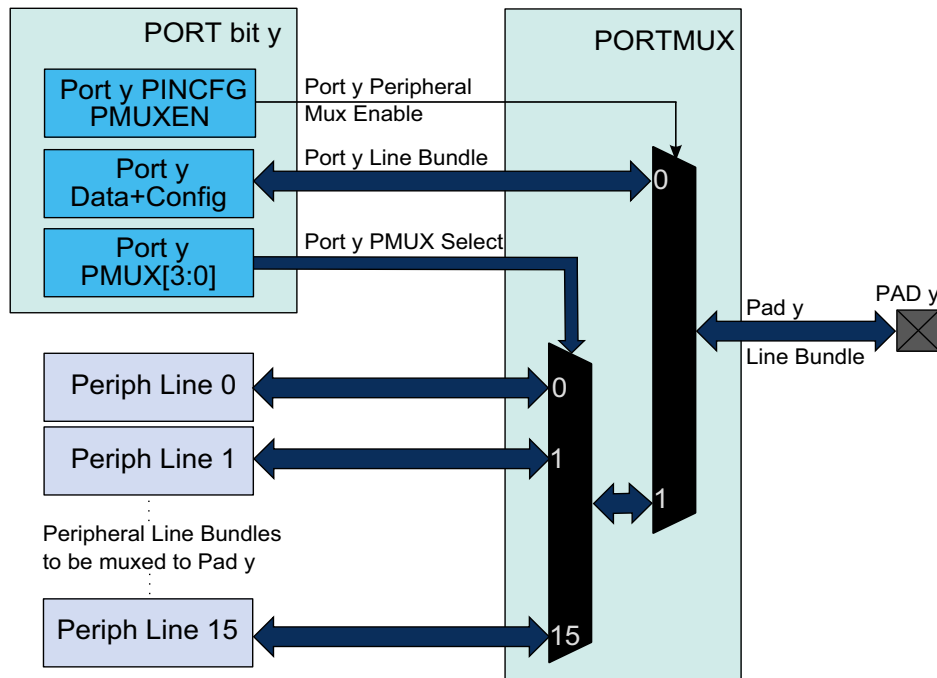 PORT bit y
PORTMUX
Port y PINCFG
PMUXEN
Port y Peripheral
Mux Enable
Port y
Data+Config
Port y Line Bundle
0
Port y
PMUX[3:0]
Port y PMUX Select
Pad y
Line Bundle
PAD y
Periph Line 0
0
Periph Line 1
1
1
Peripheral Line Bundles
to be muxed to Pad y
Periph Line 15
15